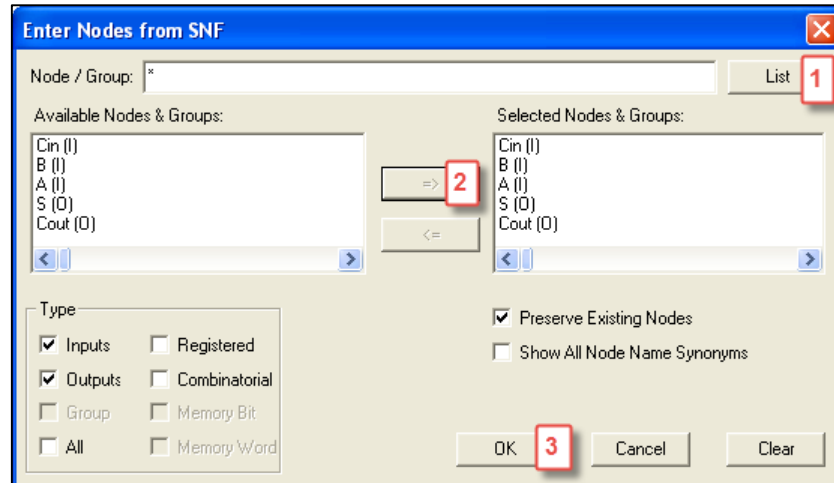 Enter Nodes from SNF
Node / Group: *
List 1
Available Nodes & Groups:
Selected Nodes & Groups:
Cin (I)
B (I)
A (I)
S (O)
Cout (O)
=> 2
<=
Cin (I)
B (I)
A (I)
S (O)
Cout (O)
Type
Inputs Registered
Outputs Combinatorial
Group Memory Bit
All Memory Word
Preserve Existing Nodes
Show All Node Name Synonyms
OK 3 Cancel Clear